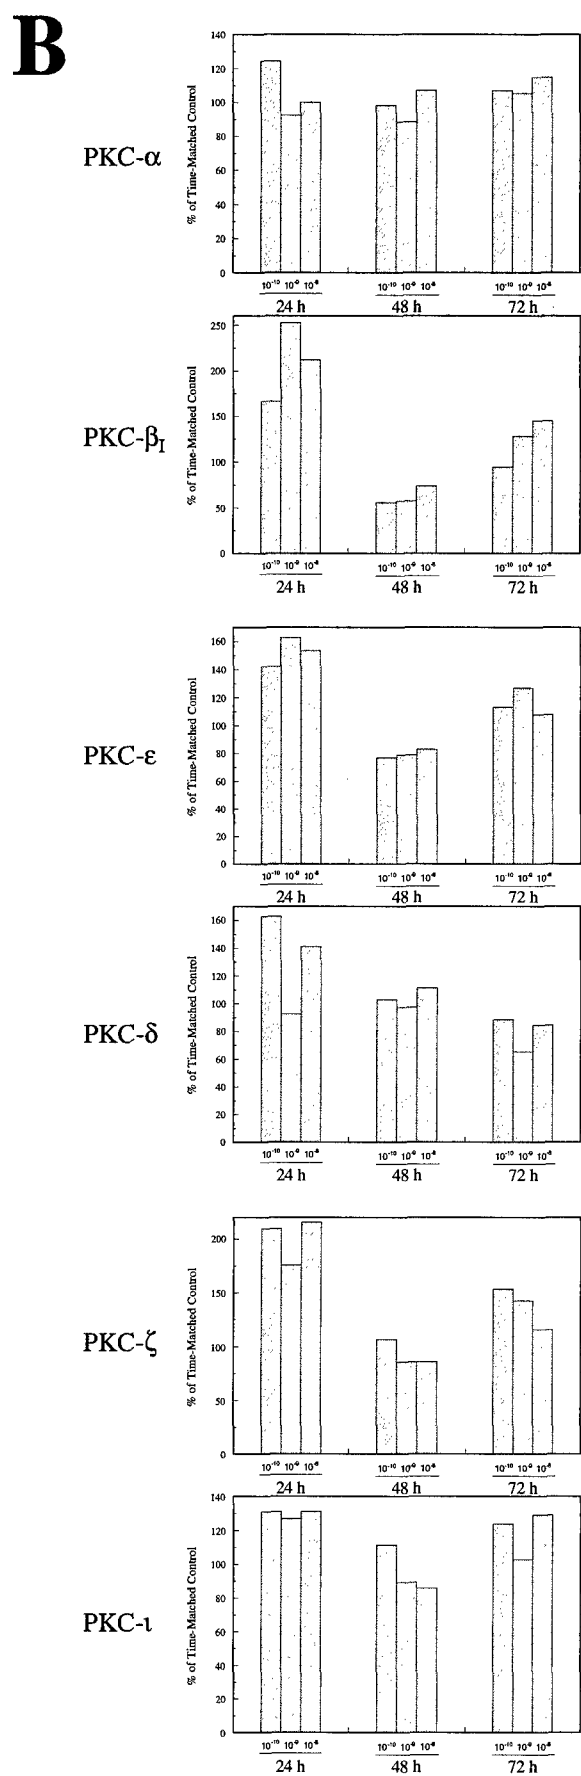 B
PKC-α
% of Time-Matched Control
140
120
100
80
60
40
20
0
10⁻¹⁰ 10⁻⁹ 10⁻⁸ 10⁻¹⁰ 10⁻⁹ 10⁻⁸ 10⁻¹⁰ 10⁻⁹ 10⁻⁸
24 h 48 h 72 h
PKC-β_I
% of Time-Matched Control
250
200
150
100
50
0
10⁻¹⁰ 10⁻⁹ 10⁻⁸ 10⁻¹⁰ 10⁻⁹ 10⁻⁸ 10⁻¹⁰ 10⁻⁹ 10⁻⁸
24 h 48 h 72 h
PKC-ε
% of Time-Matched Control
160
140
120
100
80
60
40
20
0
10⁻¹⁰ 10⁻⁹ 10⁻⁸ 10⁻¹⁰ 10⁻⁹ 10⁻⁸ 10⁻¹⁰ 10⁻⁹ 10⁻⁸
24 h 48 h 72 h
PKC-δ
% of Time-Matched Control
160
140
120
100
80
60
40
20
0
10⁻¹⁰ 10⁻⁹ 10⁻⁸ 10⁻¹⁰ 10⁻⁹ 10⁻⁸ 10⁻¹⁰ 10⁻⁹ 10⁻⁸
24 h 48 h 72 h
PKC-ζ
% of Time-Matched Control
200
150
100
50
0
10⁻¹⁰ 10⁻⁹ 10⁻⁸ 10⁻¹⁰ 10⁻⁹ 10⁻⁸ 10⁻¹⁰ 10⁻⁹ 10⁻⁸
24 h 48 h 72 h
PKC-ι
% of Time-Matched Control
140
120
100
80
60
40
20
0
10⁻¹⁰ 10⁻⁹ 10⁻⁸ 10⁻¹⁰ 10⁻⁹ 10⁻⁸ 10⁻¹⁰ 10⁻⁹ 10⁻⁸
24 h 48 h 72 h